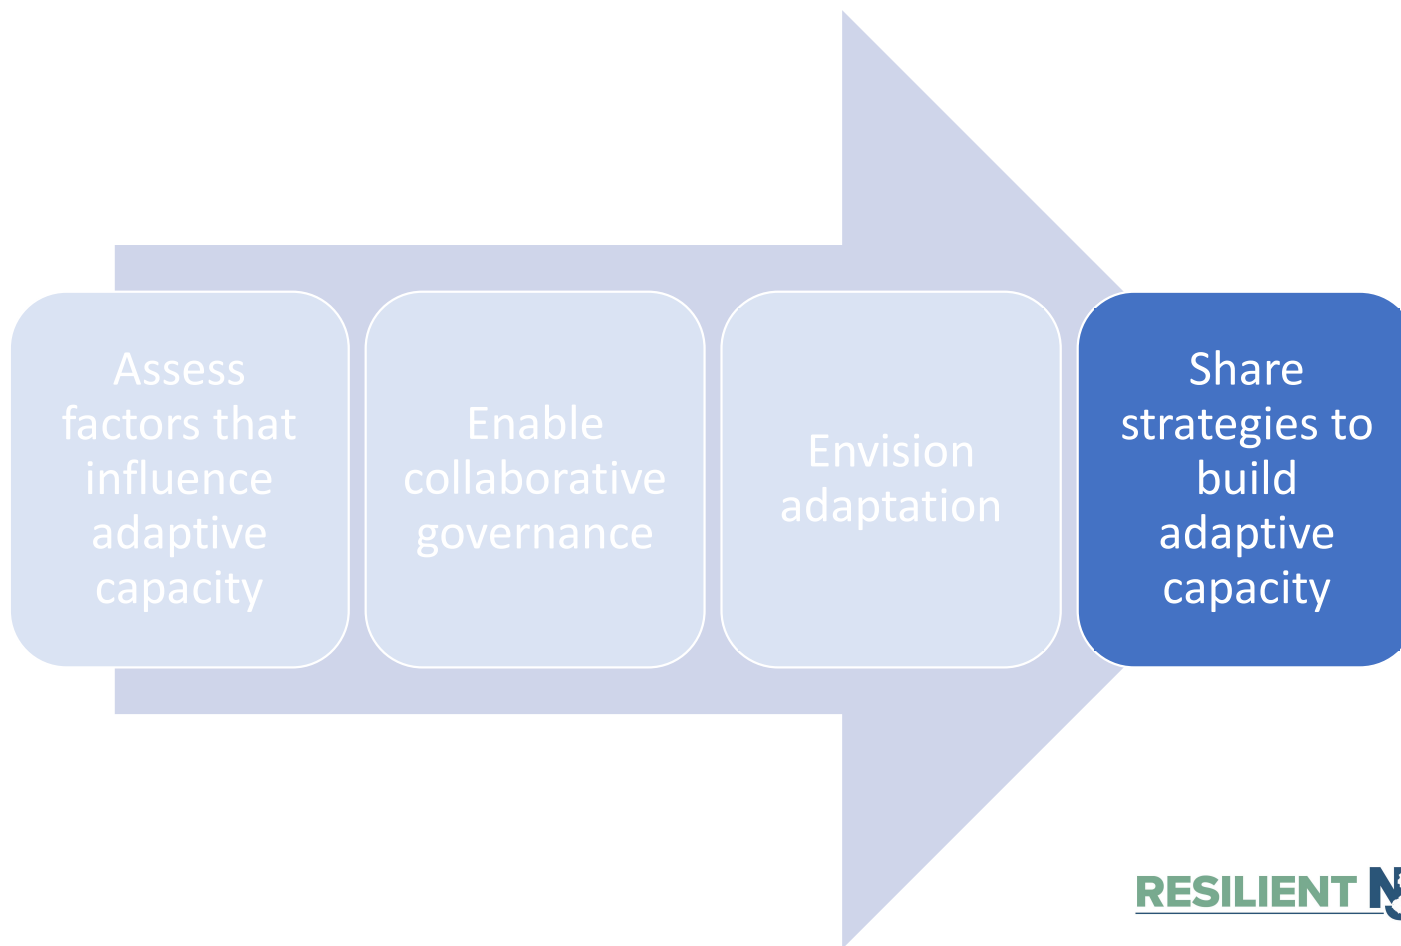 Assess
factors that
influence
adaptive
capacity
Enable
collaborative
governance
Envision
adaptation
Share
strategies to
build
adaptive
capacity
RESILIENT N